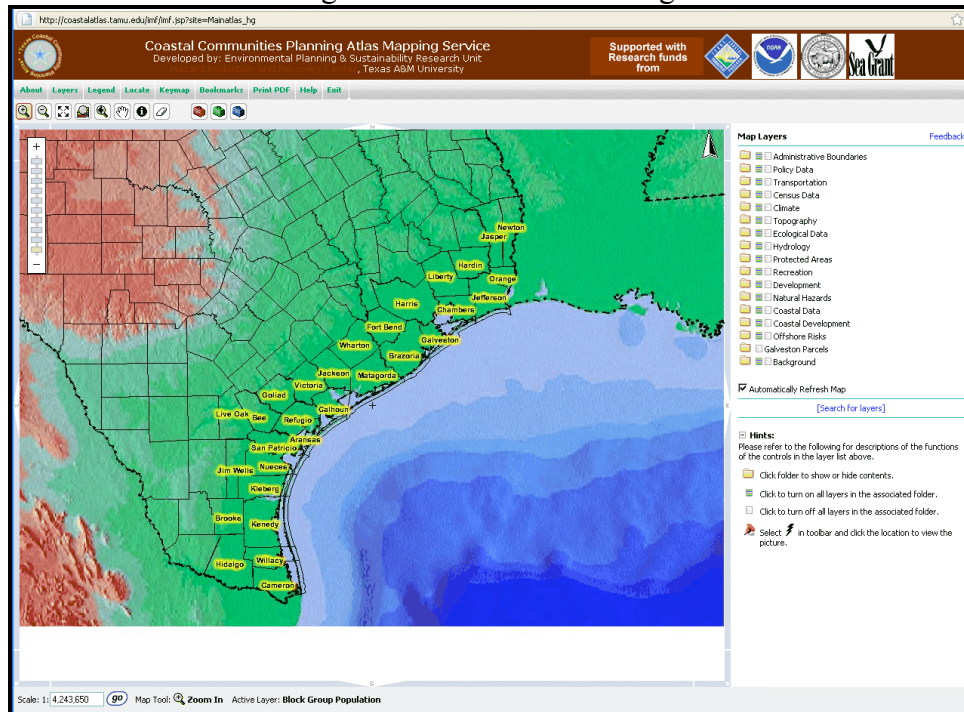 http://coastalatlas.tamu.edu/imf/imf.jsp?site=Mainatlas_hg
Coastal Communities Planning Atlas Mapping Service
Developed by: Environmental Planning & Sustainability Research Unit
, Texas A&M University
Supported with
Research funds
from
NOAA
Sea Grant
About Layers Legend Locate Keymap Bookmarks Print PDF Help Exit
Map Layers Feedback
Administrative Boundaries
Policy Data
Transportation
Census Data
Climate
Topography
Ecological Data
Hydrology
Protected Areas
Recreation
Development
Natural Hazards
Coastal Data
Coastal Development
Offshore Risks
Galveston Parcels
Background
Automatically Refresh Map
[Search for layers]
Hints:
Please refer to the following for descriptions of the functions
of the controls in the layer list above.
Click folder to show or hide contents.
Click to turn on all layers in the associated folder.
Click to turn off all layers in the associated folder.
Select in toolbar and click the location to view the
picture.
Newton
Jasper
Hardin
Liberty
Orange
Jefferson
Harris
Chambers
Fort Bend
Galveston
Wharton
Brazoria
Jackson
Matagorda
Victoria
Goliad
Calhoun
Live Oak
Bee
Refugio
Aransas
San Patricio
Jim Wells
Nueces
Kleberg
Brooks
Kenedy
Hidalgo
Willacy
Cameron
Scale: 1: 4,243,650 go Map Tool: Zoom In Active Layer: Block Group Population